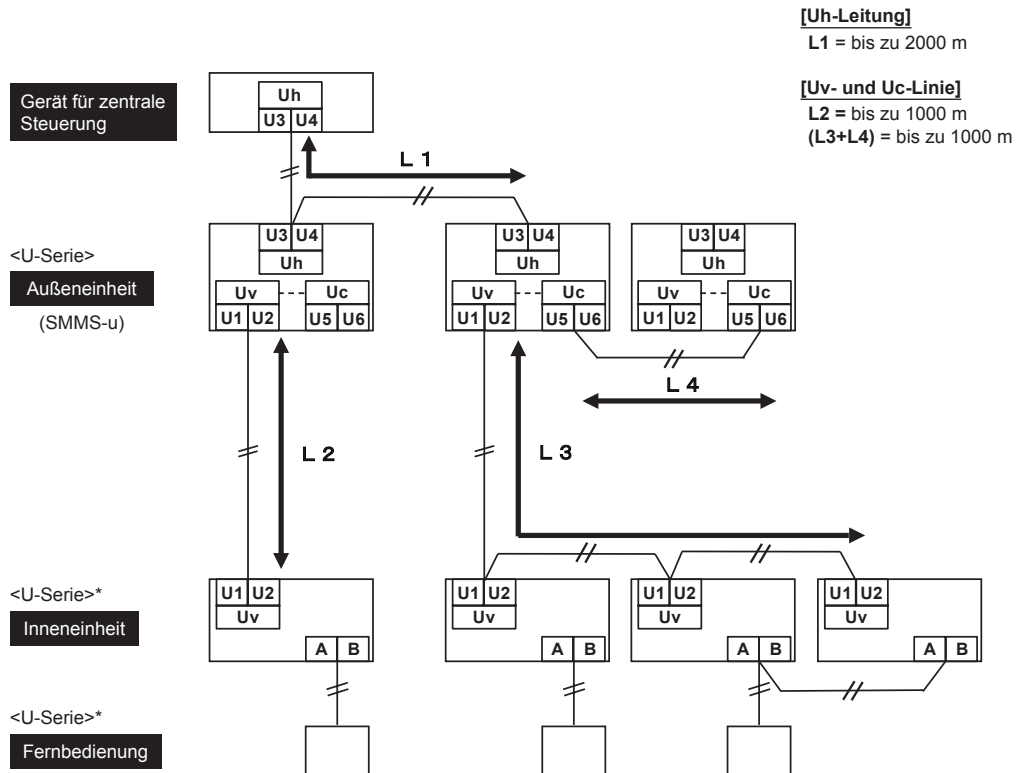 [Uh-Leitung]
L1 = bis zu 2000 m
[Uv- und Uc-Linie]
L2 = bis zu 1000 m
(L3+L4) = bis zu 1000 m
Gerät für zentrale
Steuerung
Uh
U3 U4
L 1
<U-Serie>
Außeneinheit
(SMMS-u)
U3 U4
Uh
Uv Uc
U1 U2 U5 U6
U3 U4
Uh
Uv Uc
U1 U2 U5 U6
U3 U4
Uh
Uv Uc
U1 U2 U5 U6
L 4
L 2
L 3
<U-Serie>*
Inneneinheit
U1 U2
Uv
A B
U1 U2
Uv
A B
U1 U2
Uv
A B
U1 U2
Uv
A B
<U-Serie>*
Fernbedienung